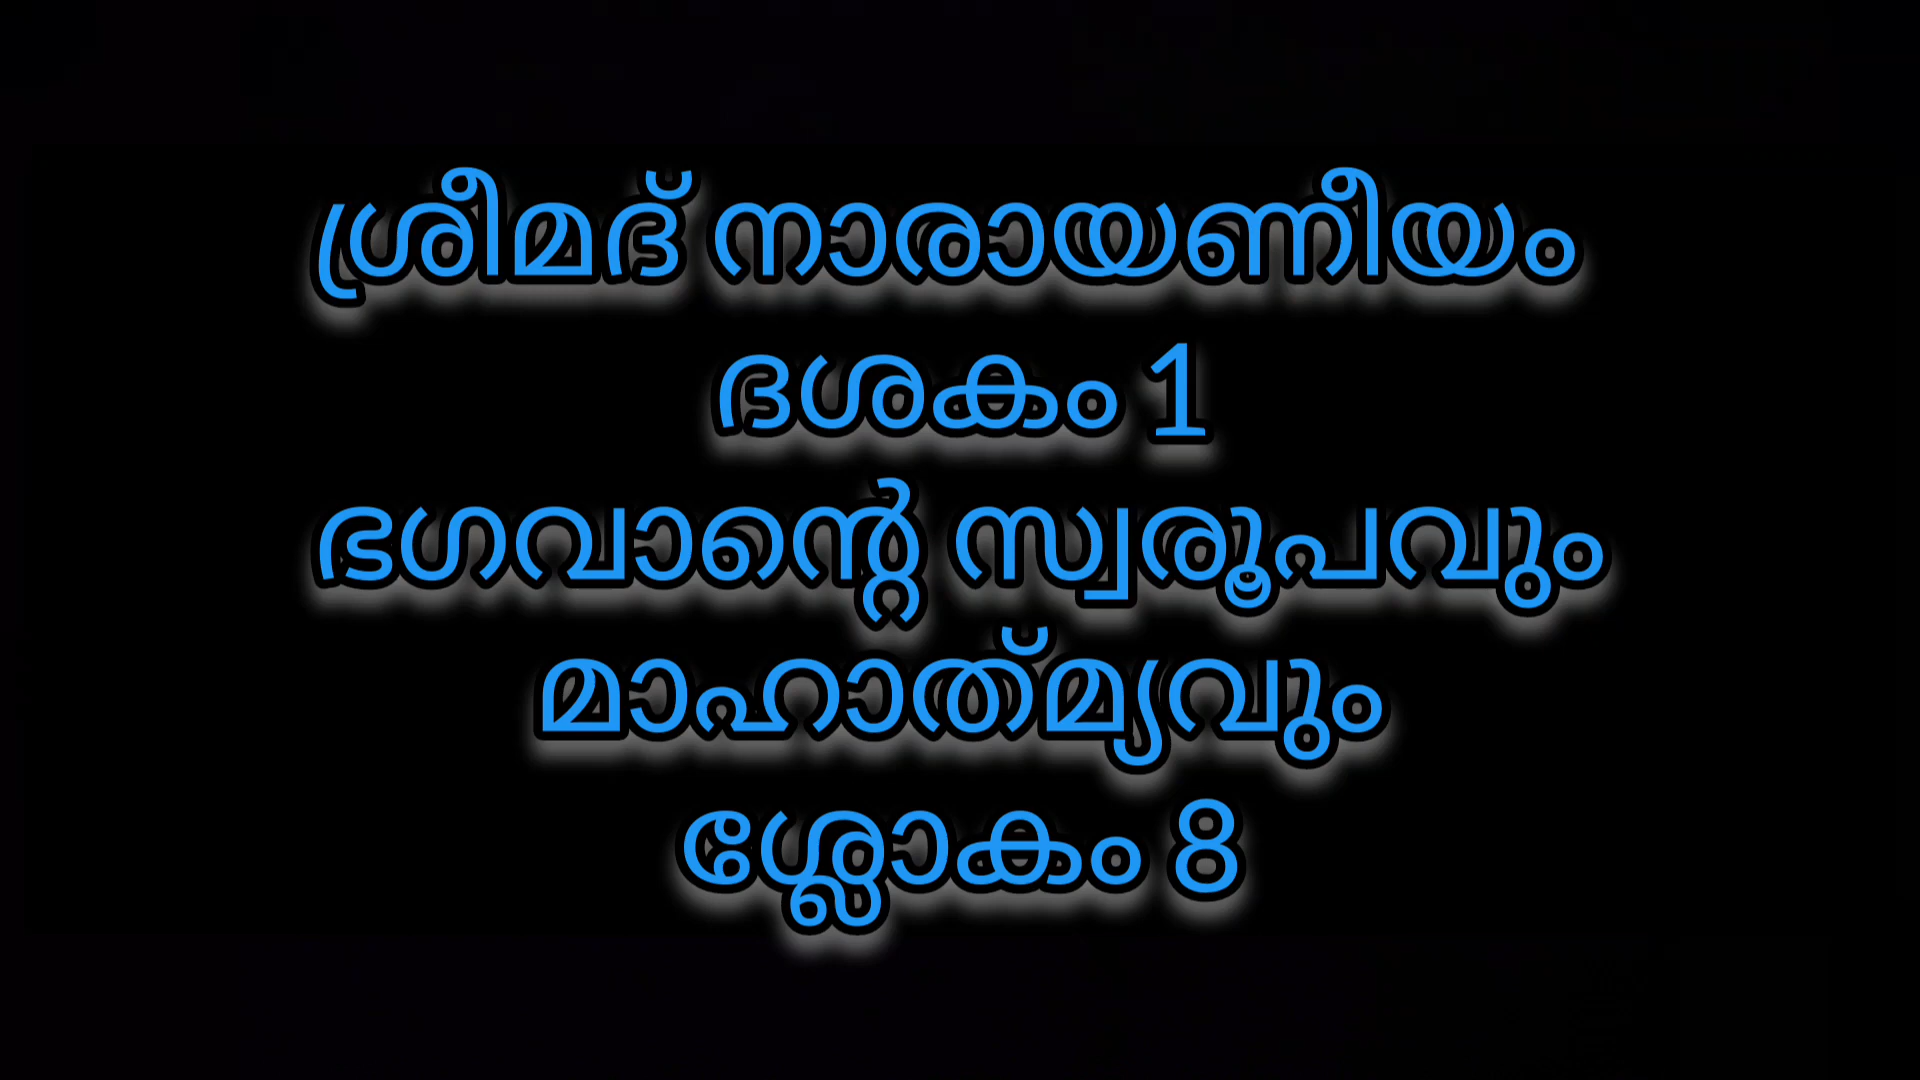 ശ്രീമദ് നാരായണീയം
ദശകം 1
ഭഗവാന്റെ സ്വരൂപവും
മാഹാത്‌മ്യവും
ശ്ലോകം 8